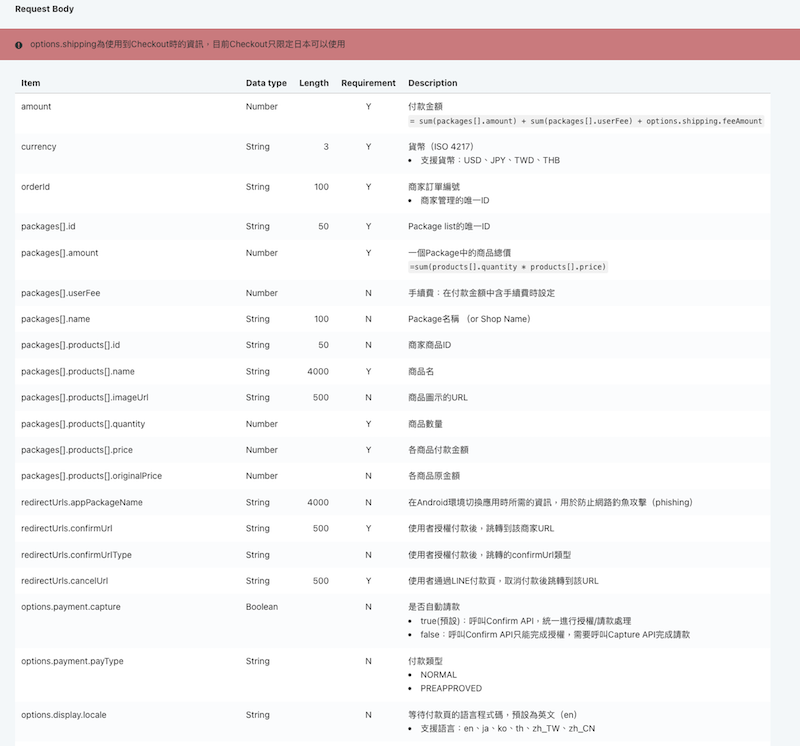 Request Body
options.shipping為使用到Checkout時的資訊，目前Checkout只限定日本可以使用
Item Data type Length Requirement Description
amount Number Y 付款金額
= sum(packages[].amount) + sum(packages[].userFee) + options.shipping.feeAmount
currency String 3 Y 貨幣（ISO 4217）
• 支援貨幣：USD、JPY、TWD、THB
orderId String 100 Y 商家訂單編號
• 商家管理的唯一ID
packages[].id String 50 Y Package list的唯一ID
packages[].amount Number Y 一個Package中的商品總價
=sum(products[].quantity * products[].price)
packages[].userFee Number N 手續費：在付款金額中含手續費時設定
packages[].name String 100 N Package名稱 （or Shop Name）
packages[].products[].id String 50 N 商家商品ID
packages[].products[].name String 4000 Y 商品名
packages[].products[].imageUrl String 500 N 商品圖示的URL
packages[].products[].quantity Number Y 商品數量
packages[].products[].price Number Y 各商品付款金額
packages[].products[].originalPrice Number N 各商品原金額
redirectUrls.appPackageName String 4000 N 在Android環境切換應用時所需的資訊，用於防止網路釣魚攻擊（phishing）
redirectUrls.confirmUrl String 500 Y 使用者授權付款後，跳轉到該商家URL
redirectUrls.confirmUrlType String N 使用者授權付款後，跳轉的confirmUrl類型
redirectUrls.cancelUrl String 500 Y 使用者通過LINE付款頁，取消付款後跳轉到該URL
options.payment.capture Boolean N 是否自動請款
• true(預設)：呼叫Confirm API，統一進行授權/請款處理
• false：呼叫Confirm API只能完成授權，需要呼叫Capture API完成請款
options.payment.payType String N 付款類型
• NORMAL
• PREAPPROVED
options.display.locale String N 等待付款頁的語言程式碼，預設為英文（en）
• 支援語言：en、ja、ko、th、zh_TW、zh_CN